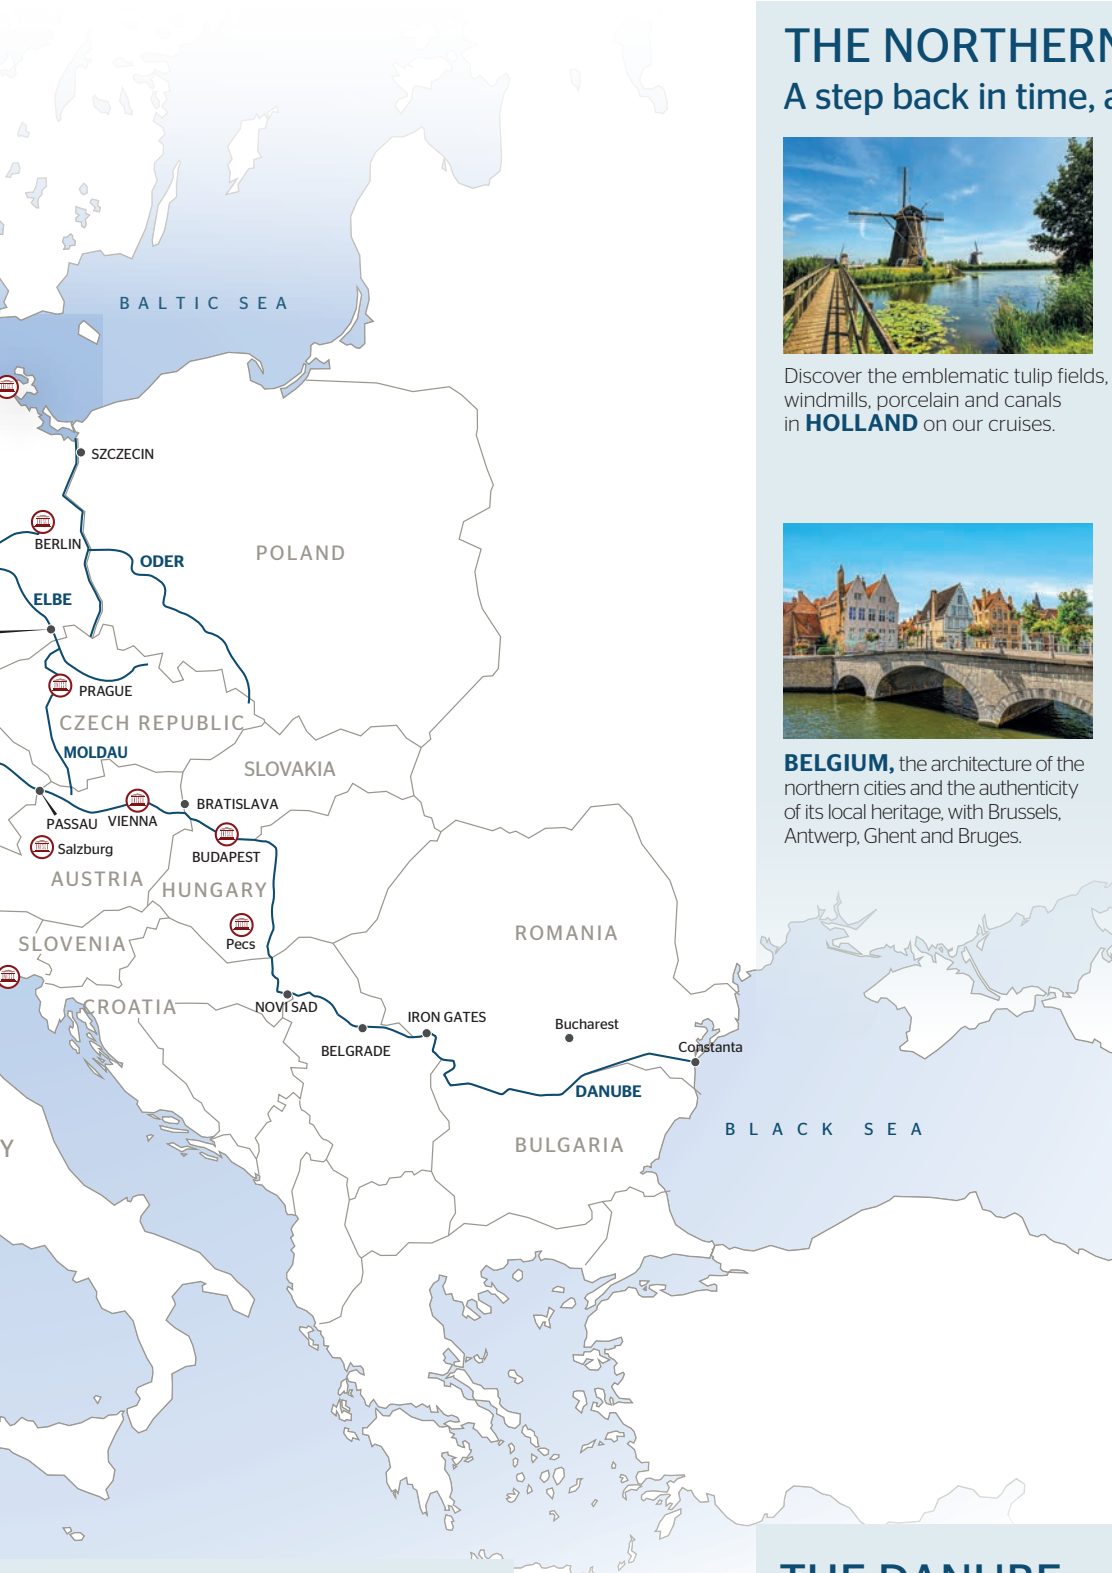 BALTIC SEA
SZCZECIN
BERLIN
ODER
POLAND
ELBE
PRAGUE
CZECH REPUBLIC
MOLDAU
SLOVAKIA
BRATISLAVA
PASSAU
VIENNA
Salzburg
BUDAPEST
AUSTRIA
HUNGARY
Pecs
SLOVENIA
ROMANIA
CROATIA
NOVI SAD
IRON GATES
Bucharest
BELGRADE
Constanta
DANUBE
BLACK SEA
BULGARIA
Y
THE NORTHERN
A step back in time, a
Discover the emblematic tulip fields,
windmills, porcelain and canals
in HOLLAND on our cruises.
BELGIUM, the architecture of the
northern cities and the authenticity
of its local heritage, with Brussels,
Antwerp, Ghent and Bruges.
THE DANUBE